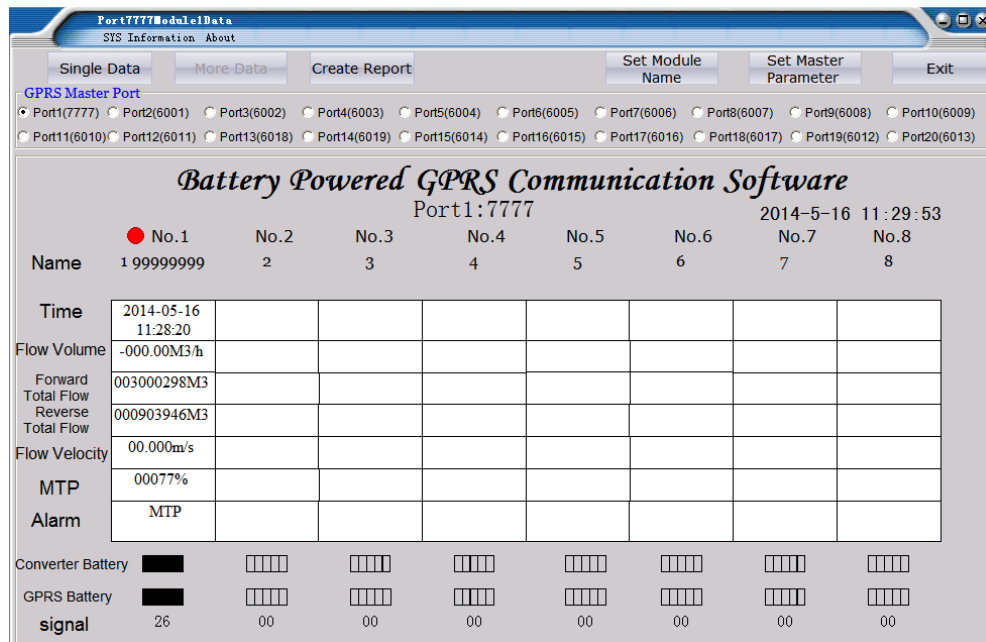 Port7777Module1Data
SYS Information About
Single Data More Data Create Report Set Module Name Set Master Parameter Exit
GPRS Master Port
Port1(7777) Port2(6001) Port3(6002) Port4(6003) Port5(6004) Port6(6005) Port7(6006) Port8(6007) Port9(6008) Port10(6009)
Port11(6010) Port12(6011) Port13(6018) Port14(6019) Port15(6014) Port16(6015) Port17(6016) Port18(6017) Port19(6012) Port20(6013)
Battery Powered GPRS Communication Software
Port1:7777
2014-5-16 11:29:53
No.1 No.2 No.3 No.4 No.5 No.6 No.7 No.8
Name 1 99999999 2 3 4 5 6 7 8
Time 2014-05-16 11:28:20
Flow Volume -000.00M3/h
Forward Total Flow 003000298M3
Reverse Total Flow 000903946M3
Flow Velocity 00.000m/s
MTP 00077%
Alarm MTP
Converter Battery
GPRS Battery
signal 26 00 00 00 00 00 00 00